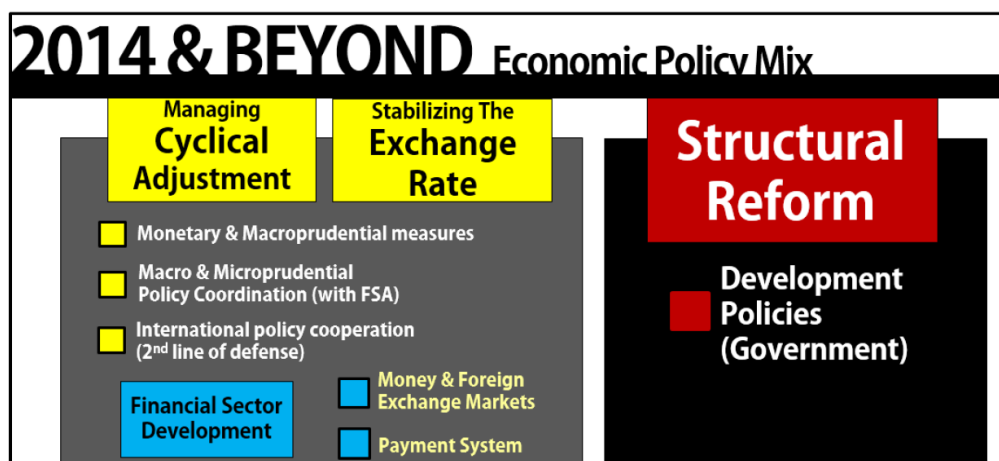 2014 & BEYOND Economic Policy Mix
Managing
Cyclical
Adjustment
Stabilizing The
Exchange
Rate
Monetary & Macroprudential measures
Macro & Microprudential
Policy Coordination (with FSA)
International policy cooperation
(2nd line of defense)
Financial Sector
Development
Money & Foreign
Exchange Markets
Payment System
Structural
Reform
Development
Policies
(Government)